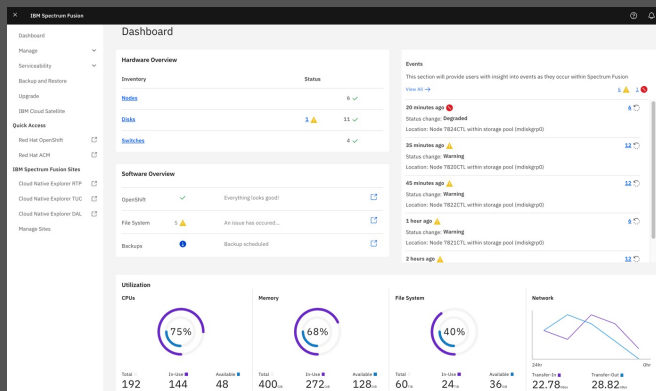 IBM Spectrum Fusion
Dashboard
Manage
Serviceability
Backup and Restore
Upgrade
IBM Cloud Satellite
Quick Access
Red Hat OpenShift
Red Hat ACM
IBM Spectrum Fusion Sites
Cloud Native Explorer RTP
Cloud Native Explorer TUC
Cloud Native Explorer DAL
Manage Sites
Dashboard
Hardware Overview
Inventory Status
Nodes 6
Disks 1 11
Switches 4
Software Overview
OpenShift Everything looks good!
File System 5 An issue has occured...
Backups Backup scheduled
Events
This section will provide users with insight into events as they occur within Spectrum Fusion
View All → 5 1
20 minutes ago 6
Status change: Degraded
Location: Node T824CTL within storage pool (mdiskgrp0)
35 minutes ago 12
Status change: Warning
Location: Node T820CTL within storage pool (mdiskgrp0)
45 minutes ago 12
Status change: Warning
Location: Node T822CTL within storage pool (mdiskgrp0)
1 hour ago 6
Status change: Warning
Location: Node T821CTL within storage pool (mdiskgrp0)
2 hours ago 12
Utilization
CPUs
75%
Total In-Use Available
192 144 48
Memory
68%
Total In-Use Available
400 272 128
File System
40%
Total In-Use Available
60 24 36
Network
24hr 0hr
Transfer-In Transfer-Out
22.78 28.82